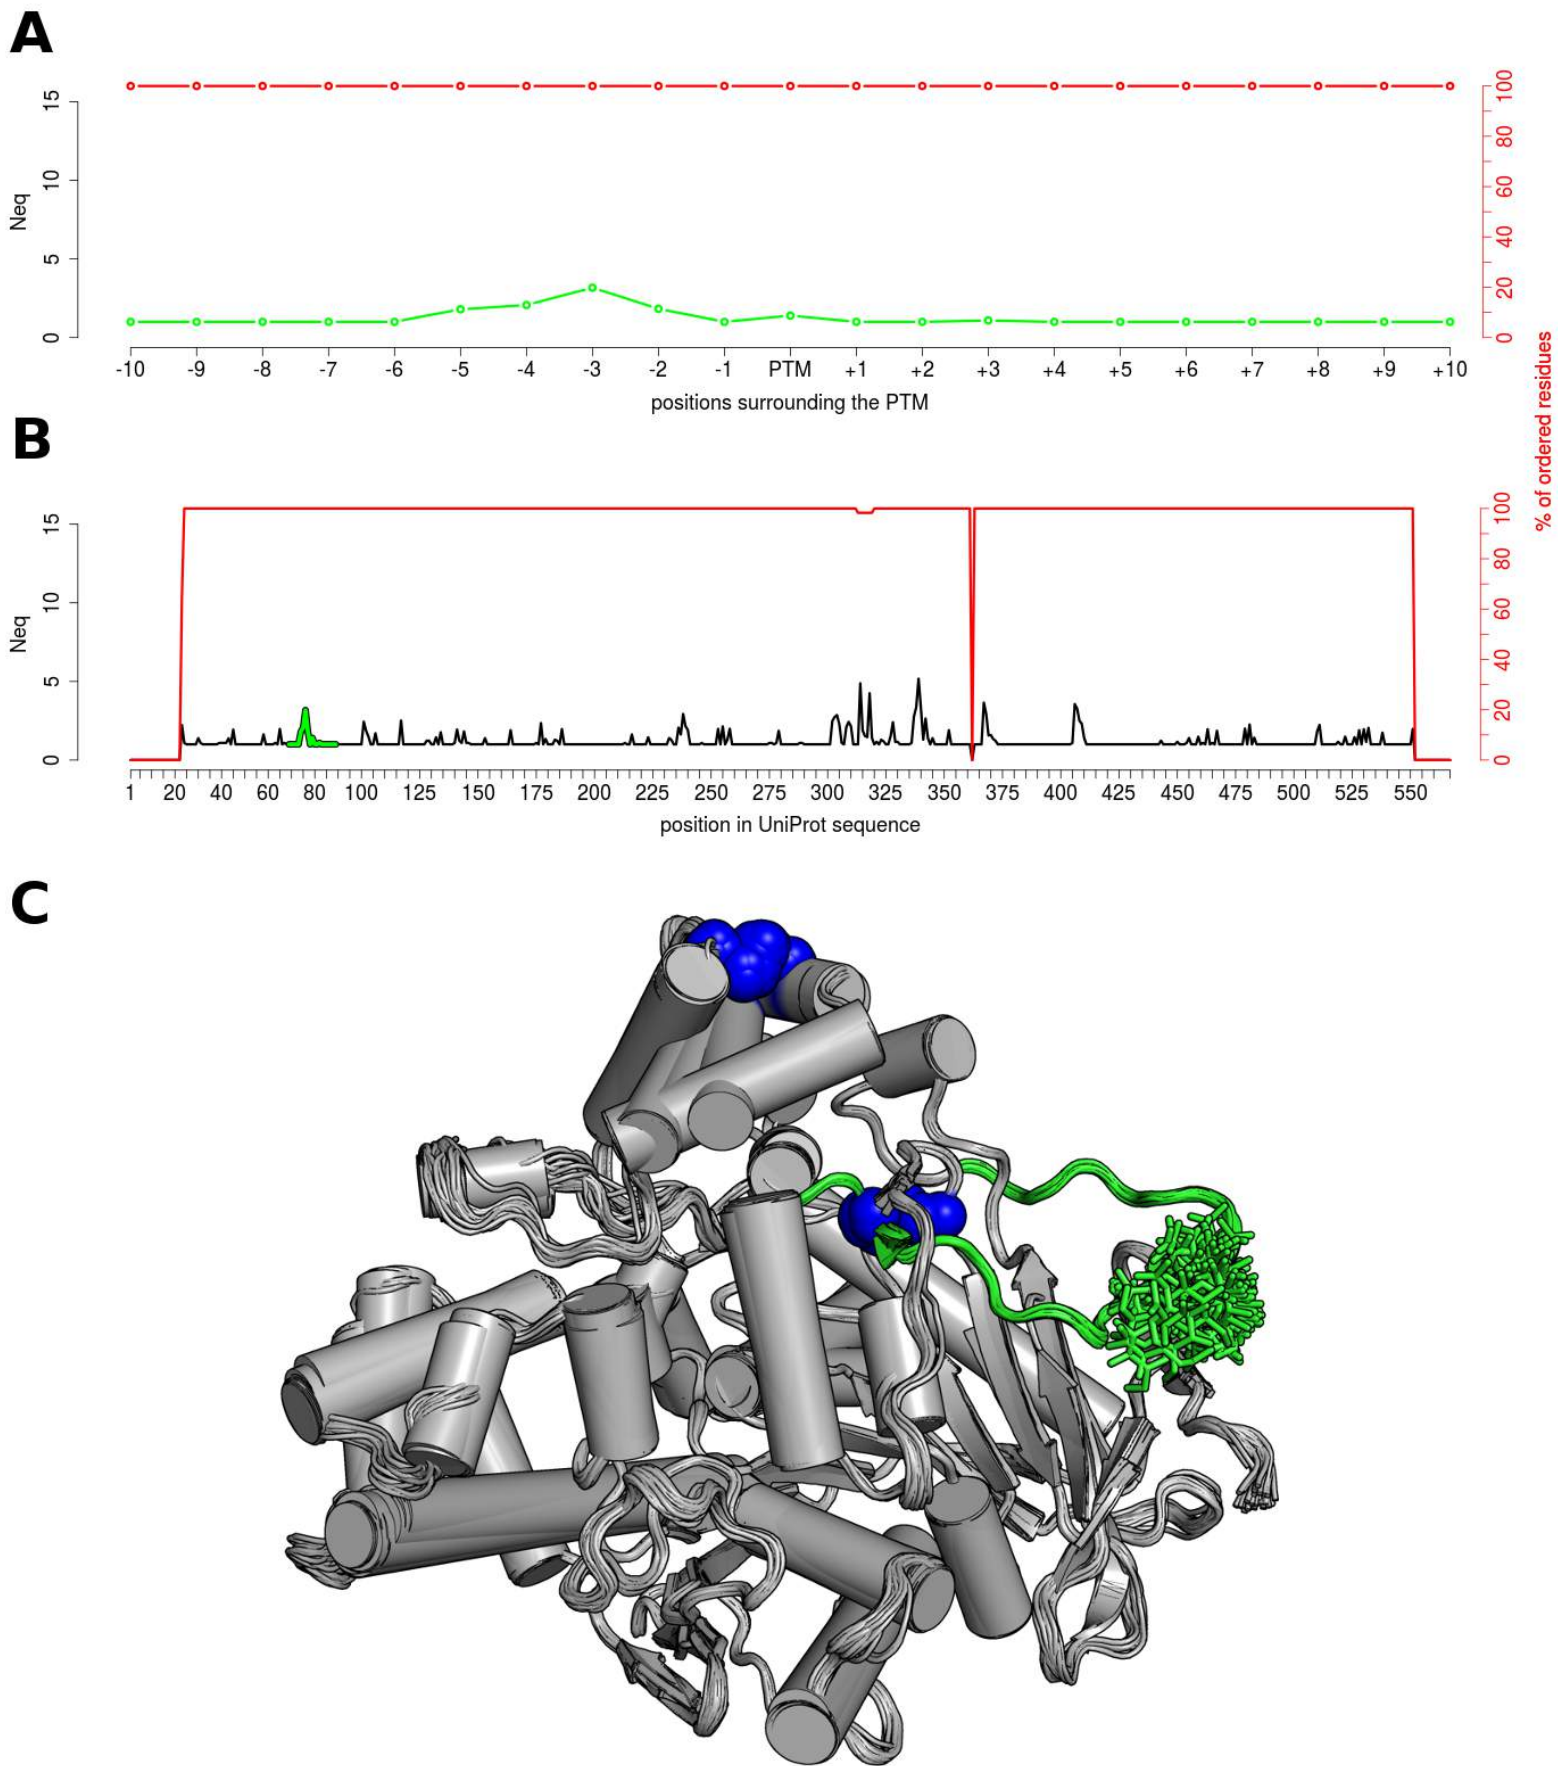 A
Neq
0 5 10 15
0 20 40 60 80 100
-10 -9 -8 -7 -6 -5 -4 -3 -2 -1 PTM +1 +2 +3 +4 +5 +6 +7 +8 +9 +10
positions surrounding the PTM
% of ordered residues
B
Neq
0 5 10 15
0 20 40 60 80 100
1 20 40 60 80 100 125 150 175 200 225 250 275 300 325 350 375 400 425 450 475 500 525 550
position in UniProt sequence
C